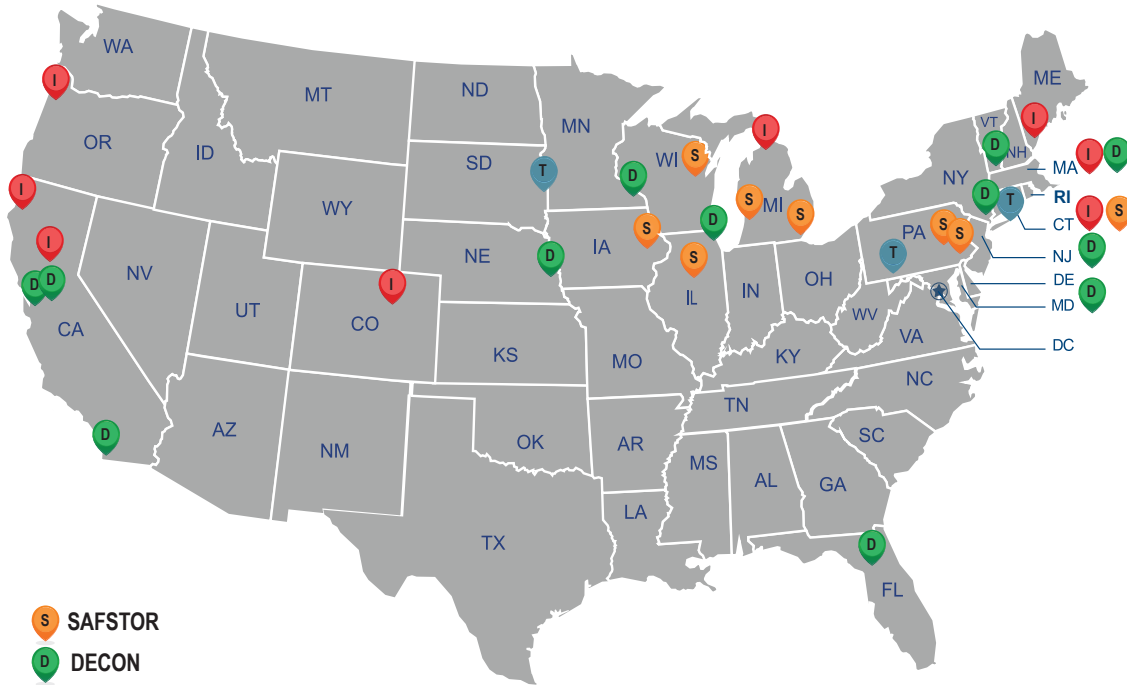 WA
ME
I
MT
ND
MN
VT
I
OR
I
D
NH
ID
SD
WI
S
T
D
MA
I
D
NY
I
WY
S
MI
S
D
T
RI
D
CT
I
S
I
IA
S
PA
S
S
NE
D
S
T
NJ
D
NV
OH
DE
D
D
UT
I
IL
IN
MD
D
CO
WV
CA
VA
DC
KS
MO
KY
NC
TN
D
AZ
OK
AR
SC
NM
MS
AL
GA
LA
TX
D
FL
S SAFSTOR
D DECON